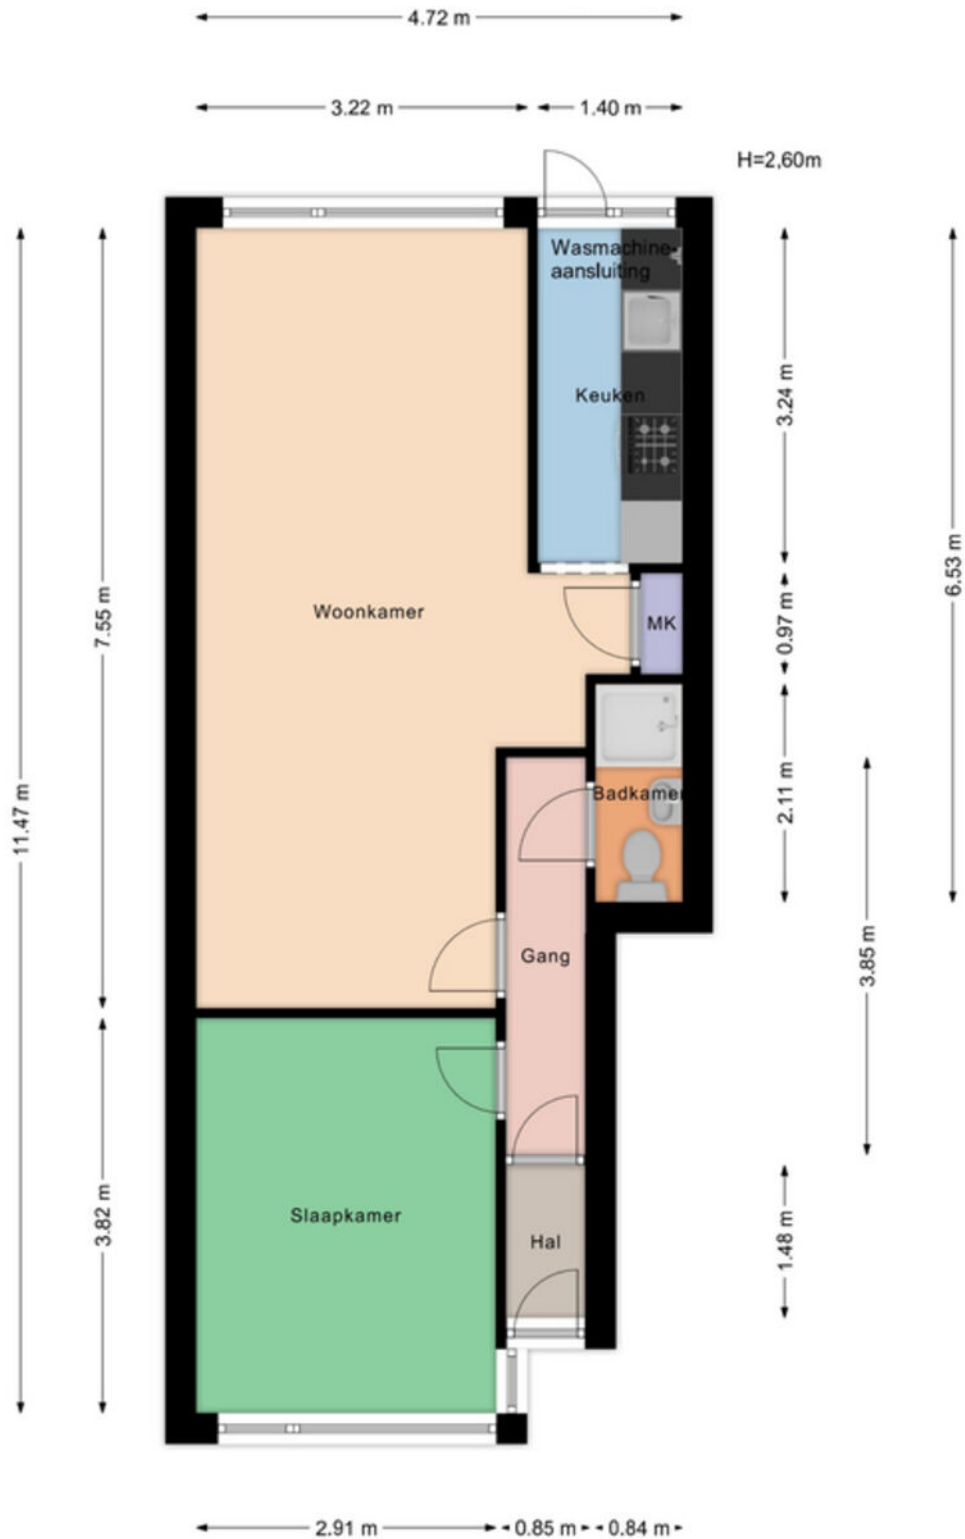 4.72 m
3.22 m
1.40 m
H=2,60m
Wasmachine-
aansluiting
Keuken
3.24 m
6.53 m
7.55 m
Woonkamer
MK
0.97 m
11.47 m
Badkamer
2.11 m
Gang
3.85 m
3.82 m
Slaapkamer
Hal
1.48 m
2.91 m
0.85 m
0.84 m